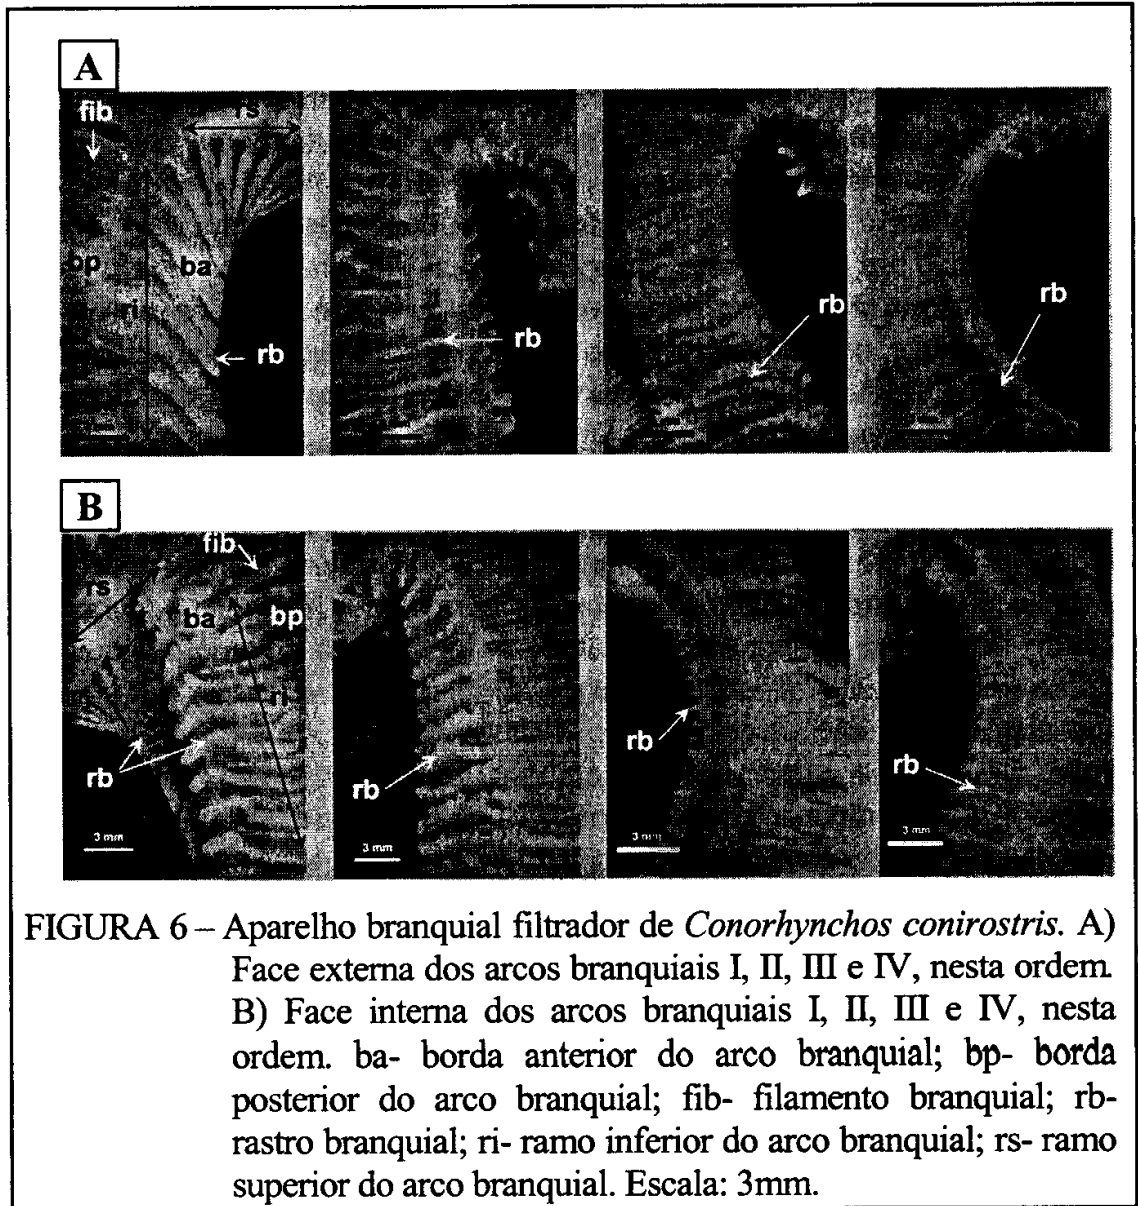 A
fib
rs
bp
ba
ri
rb
rb
rb
rb
B
fib
rs
ba
bp
ri
rb
rb
rb
rb
3 mm
3 mm
3 mm
3 mm
FIGURA 6 – Aparelho branquial filtrador de Conorhynchos conirostris. A)
Face externa dos arcos branquiais I, II, III e IV, nesta ordem.
B) Face interna dos arcos branquiais I, II, III e IV, nesta
ordem. ba- borda anterior do arco branquial; bp- borda
posterior do arco branquial; fib- filamento branquial; rb-
rastro branquial; ri- ramo inferior do arco branquial; rs- ramo
superior do arco branquial. Escala: 3mm.